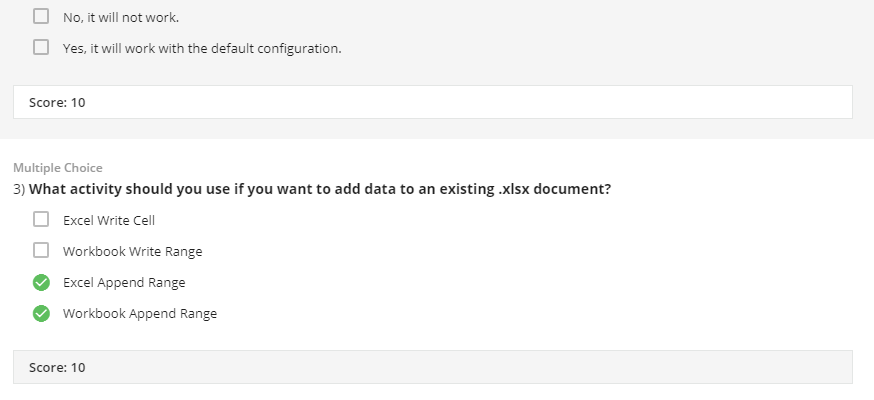 No, it will not work.
Yes, it will work with the default configuration.
Score: 10
Multiple Choice
3) What activity should you use if you want to add data to an existing .xlsx document?
Excel Write Cell
Workbook Write Range
Excel Append Range
Workbook Append Range
Score: 10